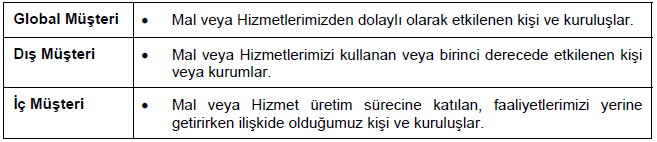 Global Müşteri • Mal veya Hizmetlerimizden dolaylı olarak etkilenen kişi ve kuruluşlar.
Dış Müşteri • Mal veya Hizmetlerimizi kullanan veya birinci derecede etkilenen kişi
veya kurumlar.
İç Müşteri • Mal veya Hizmet üretim sürecine katılan, faaliyetlerimizi yerine
getirirken ilişkide olduğumuz kişi ve kuruluşlar.